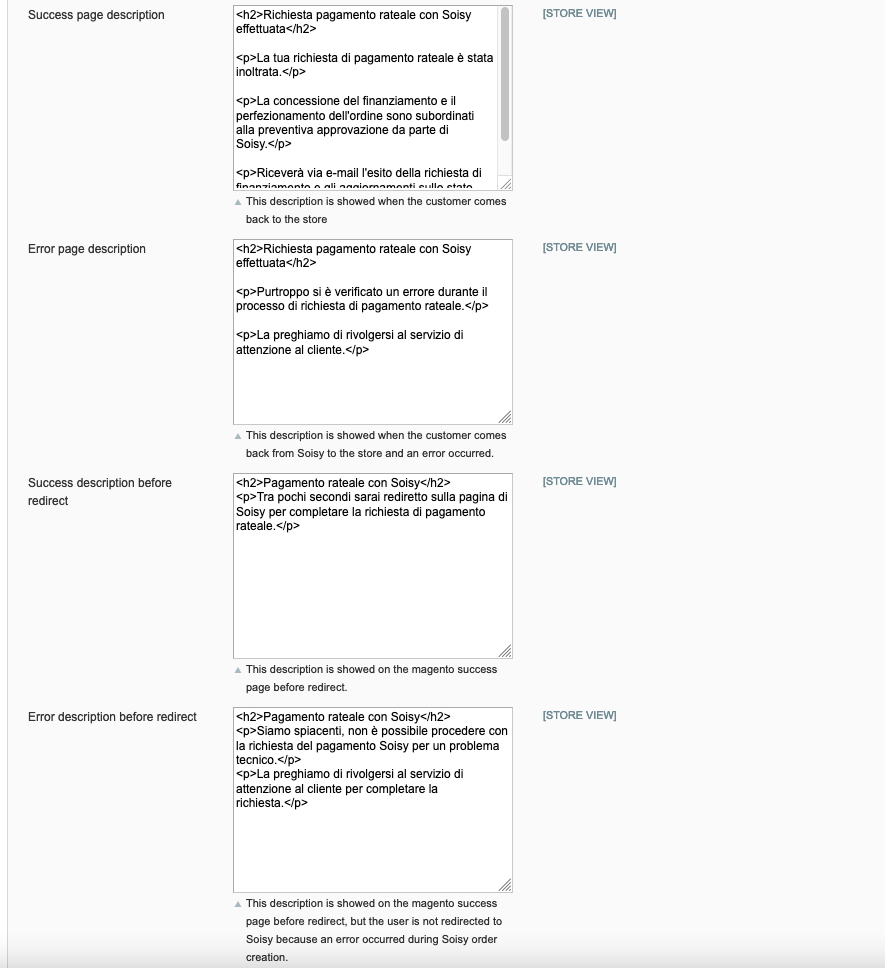 Success page description
<h2>Richiesta pagamento rateale con Soisy
effettuata</h2>
<p>La tua richiesta di pagamento rateale è stata
inoltrata.</p>
<p>La concessione del finanziamento e il
perfezionamento dell'ordine sono subordinati
alla preventiva approvazione da parte di
Soisy.</p>
<p>Riceverà via e-mail l'esito della richiesta di
finanziamento e gli aggiornamenti sullo stato
[STORE VIEW]
▲ This description is showed when the customer comes
back to the store
Error page description
<h2>Richiesta pagamento rateale con Soisy
effettuata</h2>
<p>Purtroppo si è verificato un errore durante il
processo di richiesta di pagamento rateale.</p>
<p>La preghiamo di rivolgersi al servizio di
attenzione al cliente.</p>
[STORE VIEW]
▲ This description is showed when the customer comes
back from Soisy to the store and an error occurred.
Success description before
redirect
<h2>Pagamento rateale con Soisy</h2>
<p>Tra pochi secondi sarai rediretto sulla pagina di
Soisy per completare la richiesta di pagamento
rateale.</p>
[STORE VIEW]
▲ This description is showed on the magento success
page before redirect.
Error description before redirect
<h2>Pagamento rateale con Soisy</h2>
<p>Siamo spiacenti, non è possibile procedere con
la richiesta del pagamento Soisy per un problema
tecnico.</p>
<p>La preghiamo di rivolgersi al servizio di
attenzione al cliente per completare la
richiesta.</p>
[STORE VIEW]
▲ This description is showed on the magento success
page before redirect, but the user is not redirected to
Soisy because an error occurred during Soisy order
creation.